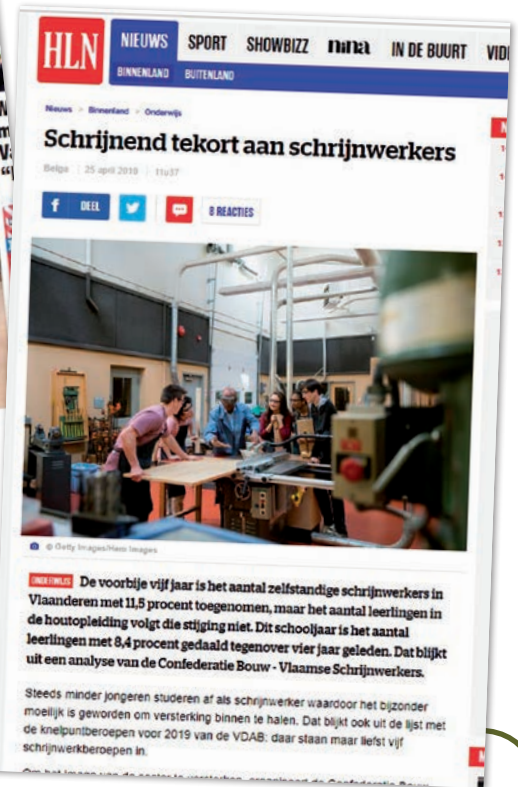 HLN
NIEUWS SPORT SHOWBIZZ nina IN DE BUURT
BINNENLAND BUITENLAND
Nieuws > Binnenland > Onderwijs
Schrijnend tekort aan schrijnwerkers
Belga 25 april 2019 11u37
f DEEL 8 REACTIES
© Getty Images/Hero Images
ONDERWIJS De voorbije vijf jaar is het aantal zelfstandige schrijnwerkers in
Vlaanderen met 11,5 procent toegenomen, maar het aantal leerlingen in
de houtopleiding volgt die stijging niet. Dit schooljaar is het aantal
leerlingen met 8,4 procent gedaald tegenover vier jaar geleden. Dat blijkt
uit een analyse van de Confederatie Bouw - Vlaamse Schrijnwerkers.
Steeds minder jongeren studeren af als schrijnwerker waardoor het bijzonder
moeilijk is geworden om versterking binnen te halen. Dat blijkt ook uit de lijst met
de knelpuntberoepen voor 2019 van de VDAB: daar staan maar liefst vijf
schrijnwerkberoepen in.